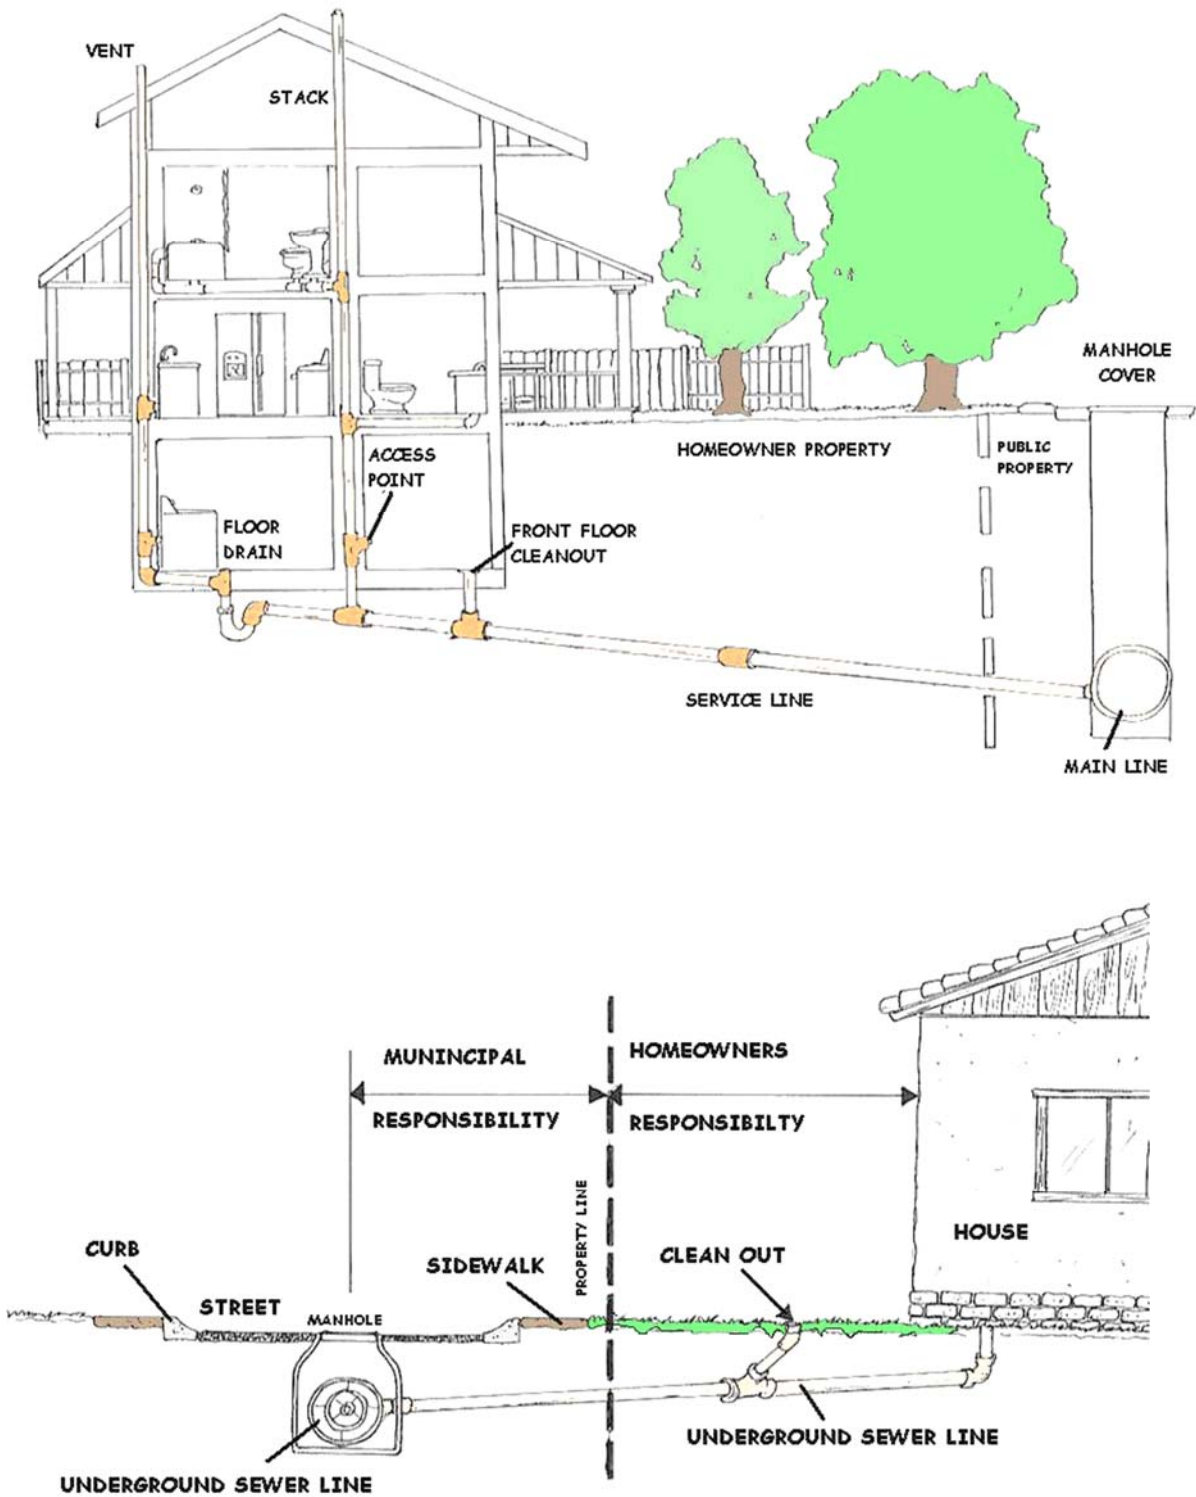 VENT
STACK
MANHOLE
COVER
HOMEOWNER PROPERTY
PUBLIC
PROPERTY
ACCESS
POINT
FLOOR
DRAIN
FRONT FLOOR
CLEANOUT
SERVICE LINE
MAIN LINE
MUNINCIPAL
RESPONSIBILITY
HOMEOWNERS
RESPONSIBILTY
PROPERTY LINE
HOUSE
CURB
STREET
MANHOLE
SIDEWALK
CLEAN OUT
UNDERGROUND SEWER LINE
UNDERGROUND SEWER LINE